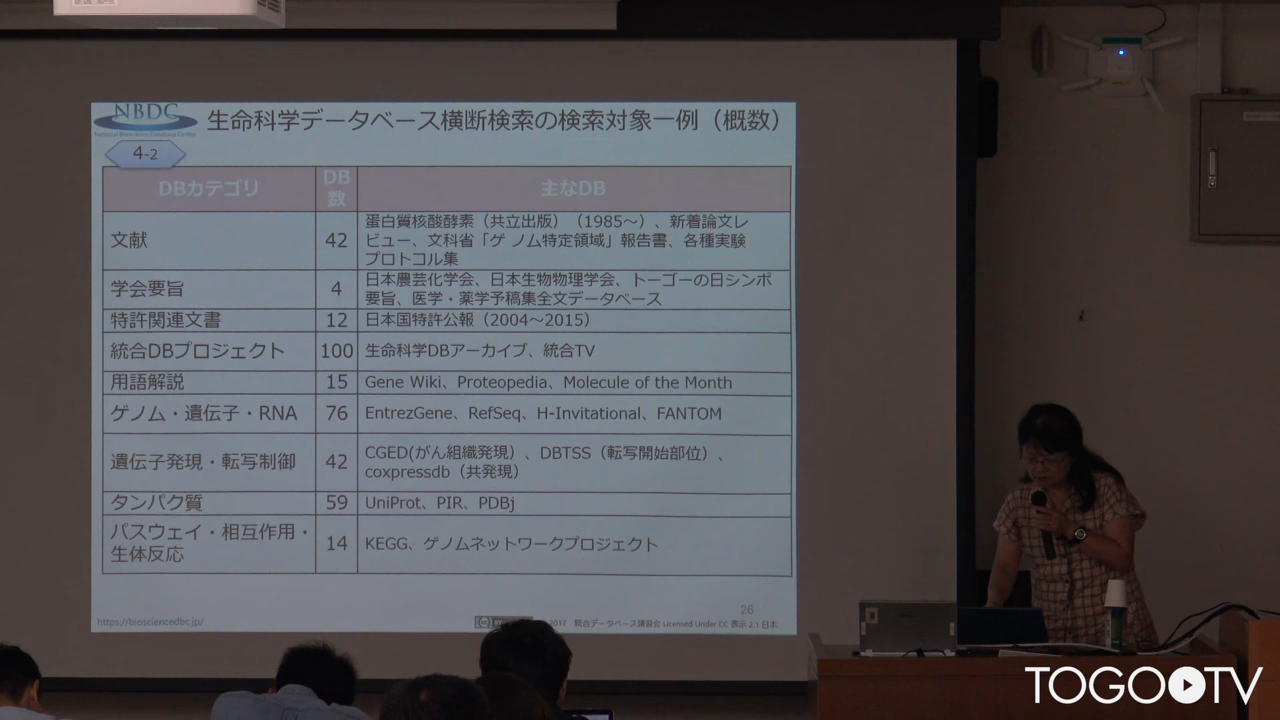 NBDC
National Bioscience Database Center
生命科学データベース横断検索の検索対象一例（概数）
4-2
DBカテゴリ DB数 主なDB
文献 42 蛋白質核酸酵素（共立出版）（1985～）、新着論文レ
ビュー、文科省「ゲノム特定領域」報告書、各種実験
プロトコル集
学会要旨 4 日本農芸化学会、日本生物物理学会、トーゴーの日シンポ
要旨、医学・薬学予稿集全文データベース
特許関連文書 12 日本国特許公報（2004～2015）
統合DBプロジェクト 100 生命科学DBアーカイブ、統合TV
用語解説 15 Gene Wiki、Proteopedia、Molecule of the Month
ゲノム・遺伝子・RNA 76 EntrezGene、RefSeq、H-Invitational、FANTOM
遺伝子発現・転写制御 42 CGED(がん組織発現）、DBTSS（転写開始部位）、
coxpressdb（共発現）
タンパク質 59 UniProt、PIR、PDBj
パスウェイ・相互作用・
生体反応 14 KEGG、ゲノムネットワークプロジェクト
26
https://biosciencedbc.jp/
2017 統合データベース講習会 Licensed Under CC 表示 2.1 日本
TOGOTV